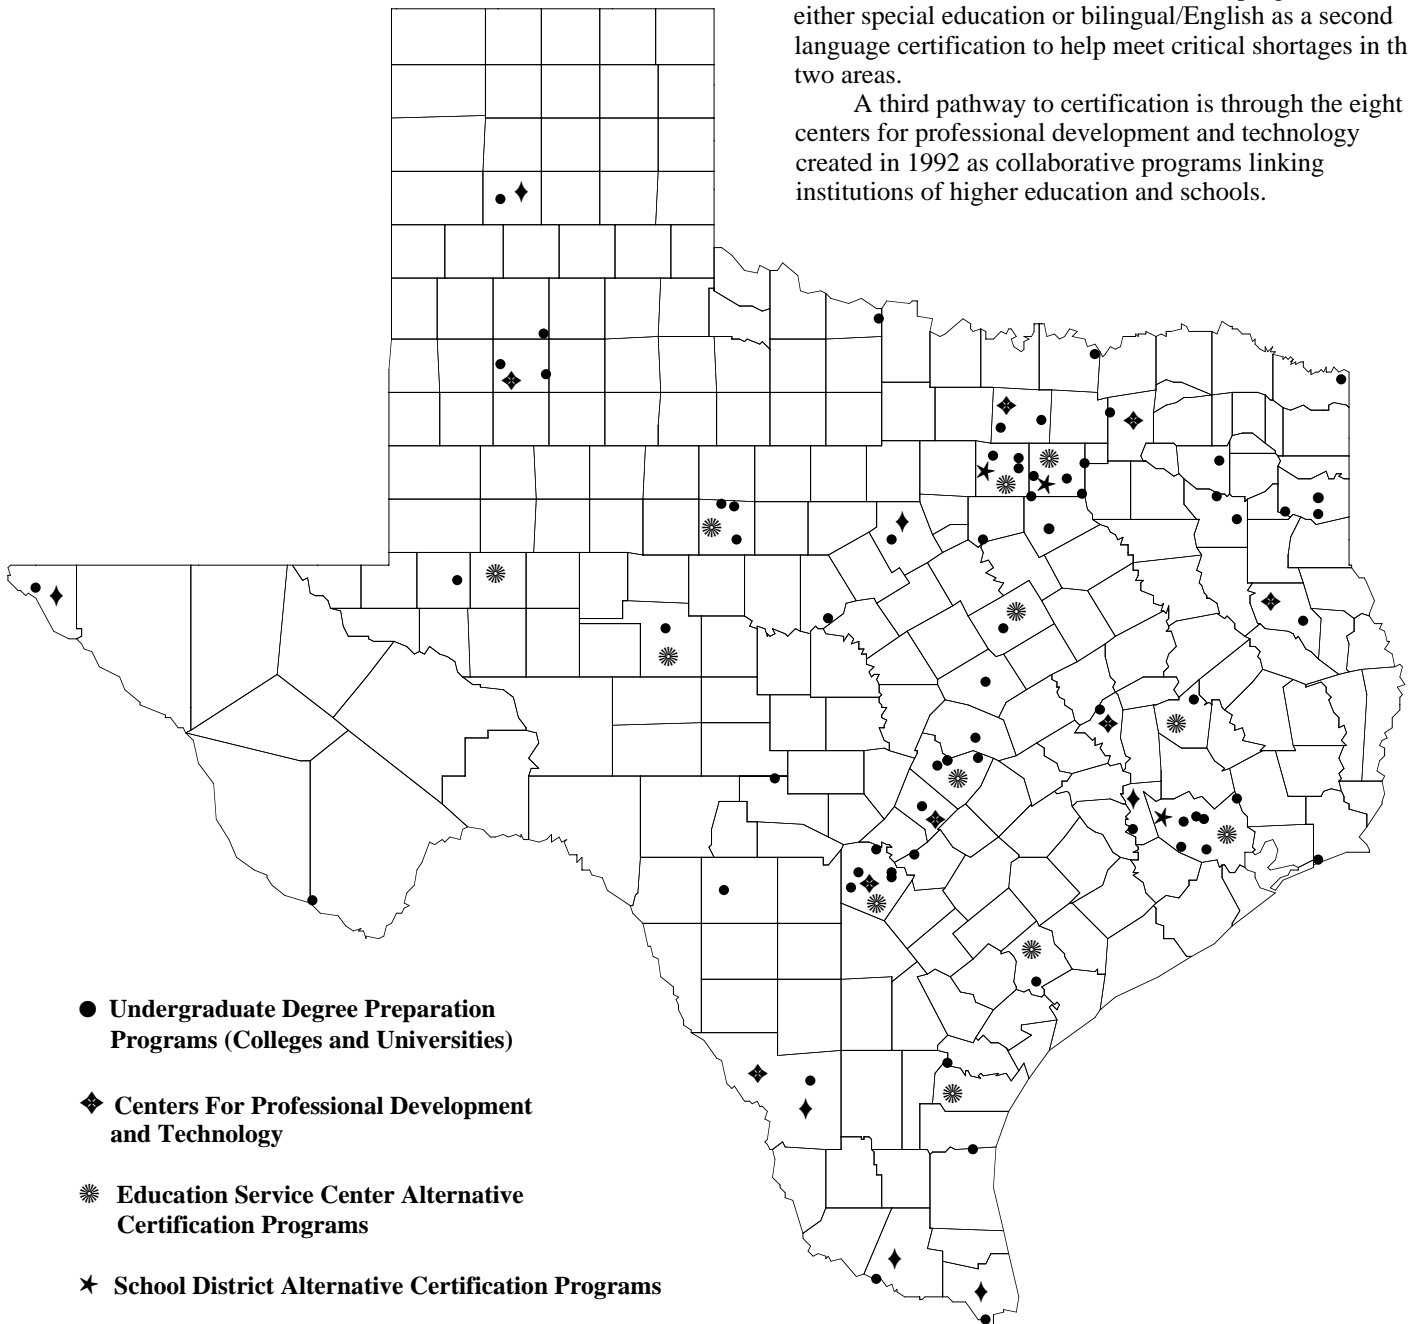 either special education or bilingual/English as a second
language certification to help meet critical shortages in th
two areas.
A third pathway to certification is through the eight
centers for professional development and technology
created in 1992 as collaborative programs linking
institutions of higher education and schools.
Undergraduate Degree Preparation
Programs (Colleges and Universities)
Centers For Professional Development
and Technology
Education Service Center Alternative
Certification Programs
School District Alternative Certification Programs